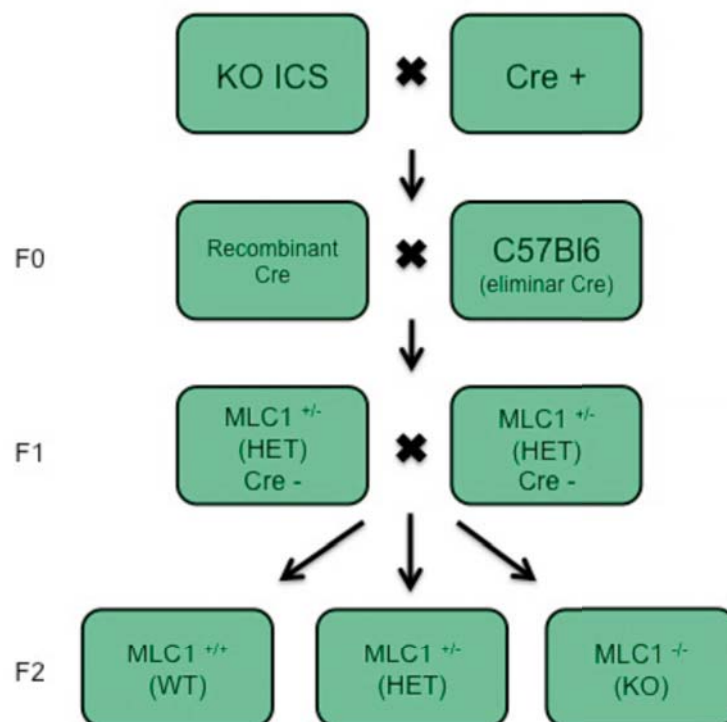 KO ICS ✖ Cre +
F0
Recombinant
Cre
✖
C57Bl6
(eliminar Cre)
F1
MLC1 +/-
(HET)
Cre -
✖
MLC1 +/-
(HET)
Cre -
F2
MLC1 +/+
(WT)
MLC1 +/-
(HET)
MLC1 -/-
(KO)